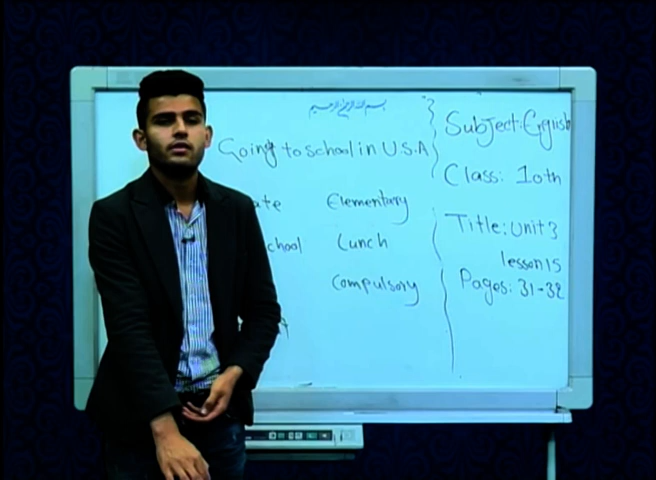 بسم الله الرحمن الرحیم
Going to school in U.S.A
ate Elementary
chool Lunch
Compulsory
Subject: English
Class: 10th
Title: Unit 3
lesson 15
Pages: 31-32